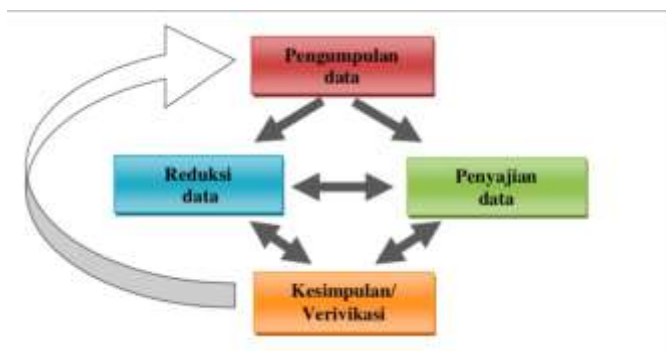 Pengumpulan
data
Reduksi
data
Penyajian
data
Kesimpulan/
Verivikasi